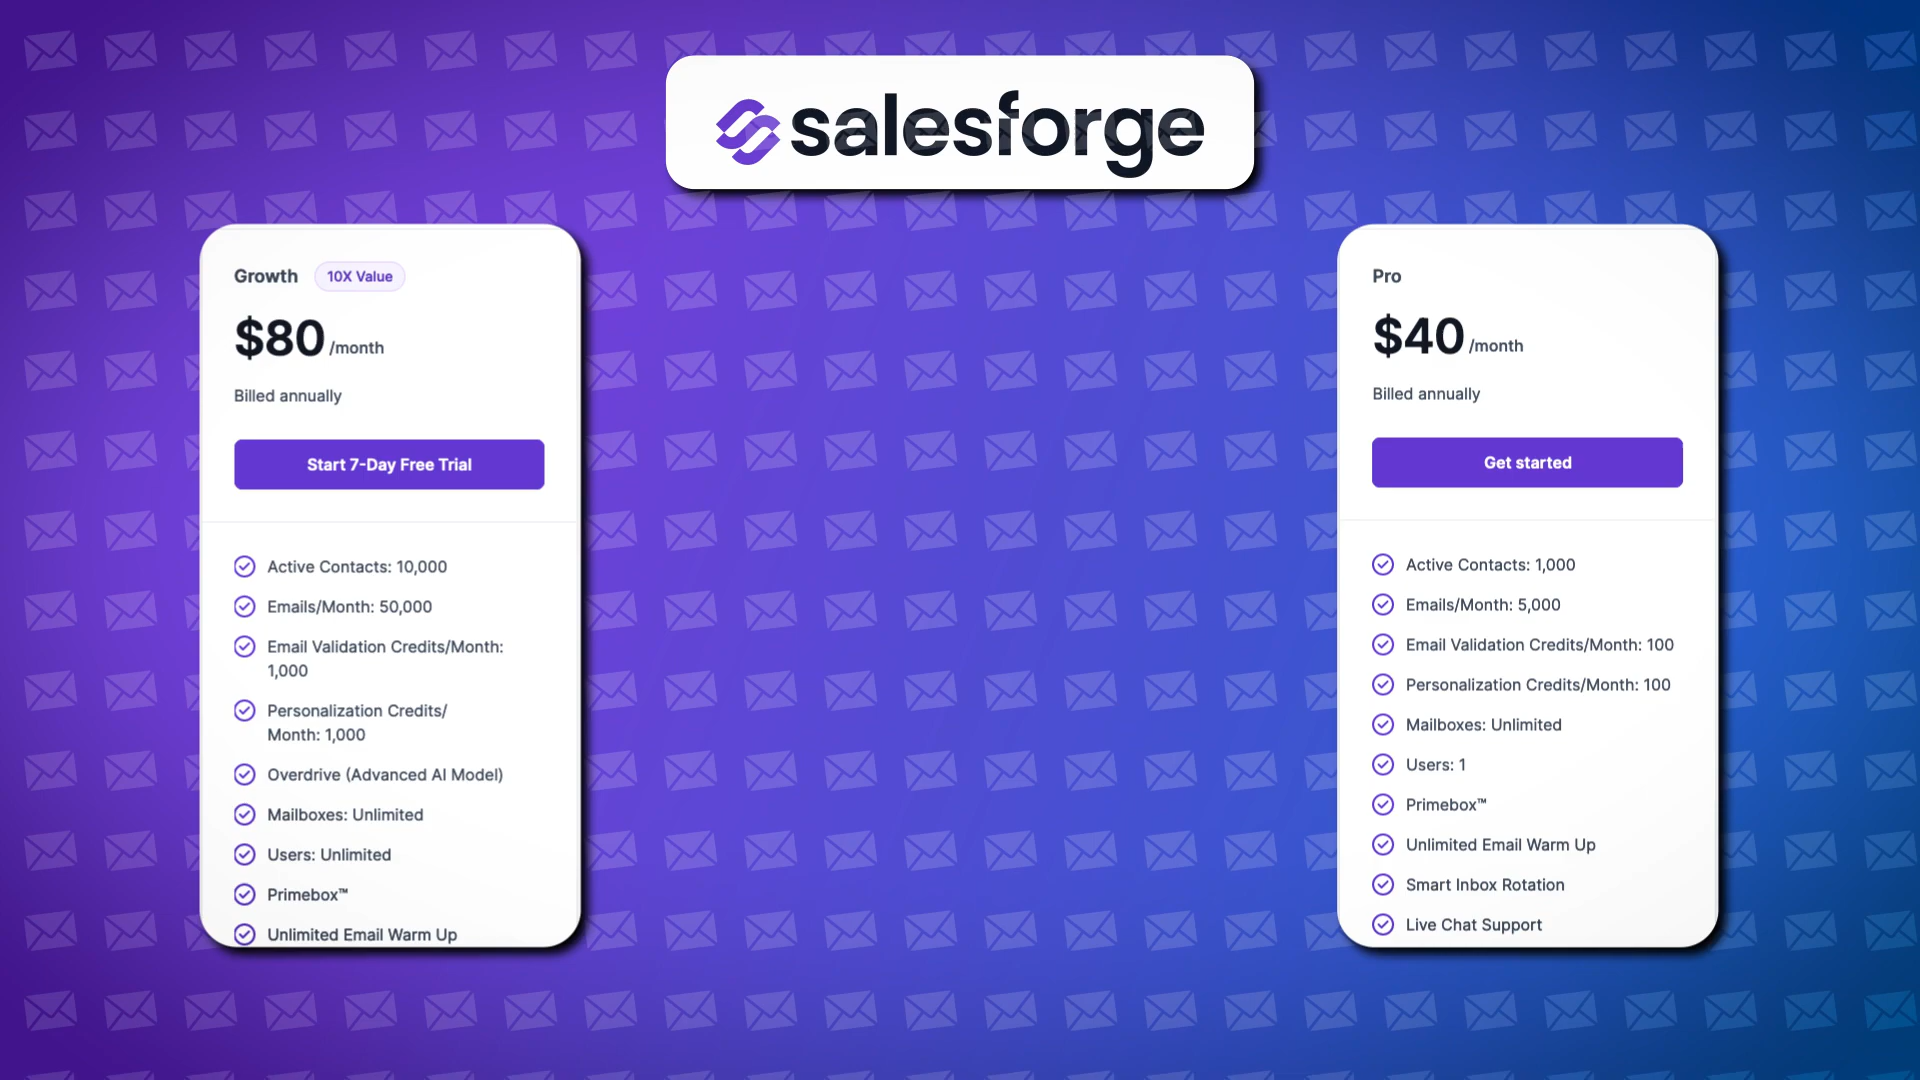 salesforge
Growth
10X Value
$80/month
Billed annually
Start 7-Day Free Trial
Active Contacts: 10,000
Emails/Month: 50,000
Email Validation Credits/Month:
1,000
Personalization Credits/
Month: 1,000
Overdrive (Advanced AI Model)
Mailboxes: Unlimited
Users: Unlimited
Primebox™
Unlimited Email Warm Up
Pro
$40/month
Billed annually
Get started
Active Contacts: 1,000
Emails/Month: 5,000
Email Validation Credits/Month: 100
Personalization Credits/Month: 100
Mailboxes: Unlimited
Users: 1
Primebox™
Unlimited Email Warm Up
Smart Inbox Rotation
Live Chat Support